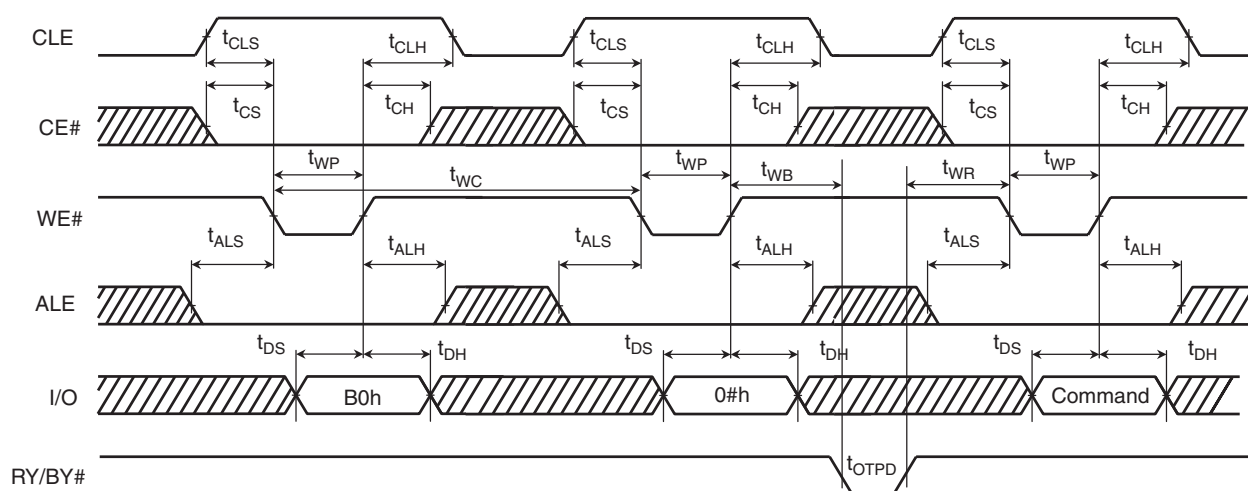 CLE tCLS tCLH tCLS tCLH tCLS tCLH
CE# tCS tCH tCS tCH tCS tCH
tWP tWC tWP tWB tWR tWP
WE#
tALS tALH tALS tALH tALS tALH
ALE
tDS tDH tDS tDH tDS tDH
I/O B0h 0#h Command
RY/BY# tOTPD